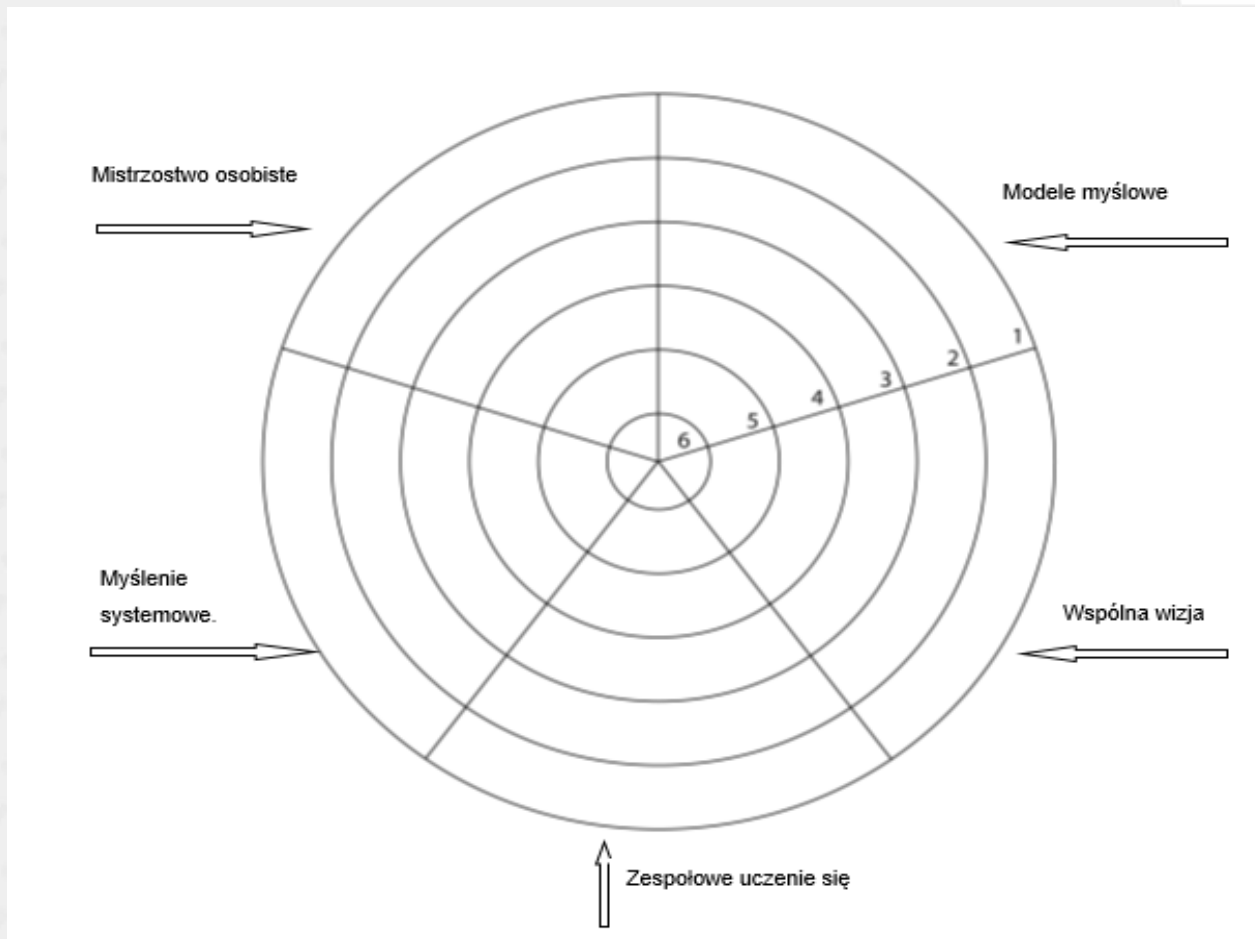 Mistrzostwo osobiste
Modele myślowe
1
2
3
4
5
6
Myślenie
systemowe.
Wspólna wizja
Zespołowe uczenie się